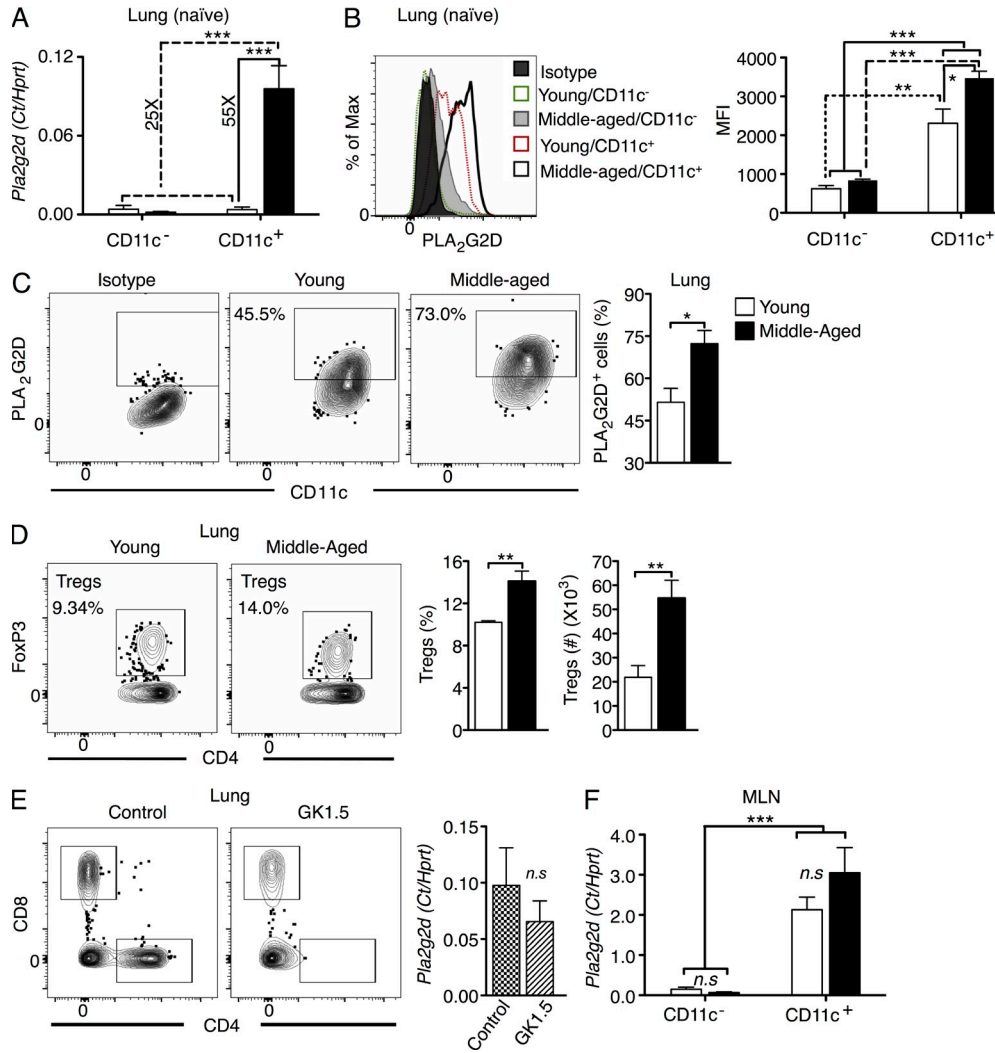 A
Lung (naïve)
Pla2g2d (Ct/Hprt)
0.12
0.06
0.00
***
***
25X
55X
CD11c⁻
CD11c⁺
B
Lung (naïve)
% of Max
0
0
PLA₂G2D
Isotype
Young/CD11c⁻
Middle-aged/CD11c⁻
Young/CD11c⁺
Middle-aged/CD11c⁺
MFI
4000
3000
2000
1000
0
***
***
**
*
CD11c⁻
CD11c⁺
C
Isotype
Young
Middle-aged
45.5%
73.0%
PLA₂G2D
0
0
0
0
CD11c
Lung
PLA₂G2D⁺ cells (%)
90
75
60
45
30
*
Young
Middle-Aged
D
Lung
Young
Middle-Aged
Tregs
9.34%
Tregs
14.0%
FoxP3
0
0
0
CD4
Tregs (%)
16
12
8
4
0
**
Tregs (#) (X10³)
70
60
50
40
30
20
10
0
**
E
Lung
Control
GK1.5
CD8
0
0
0
CD4
Pla2g2d (Ct/Hprt)
0.15
0.10
0.05
0.00
n.s
Control
GK1.5
F
MLN
Pla2g2d (Ct/Hprt)
4.0
3.0
2.0
1.0
0.0
***
n.s
n.s
CD11c⁻
CD11c⁺